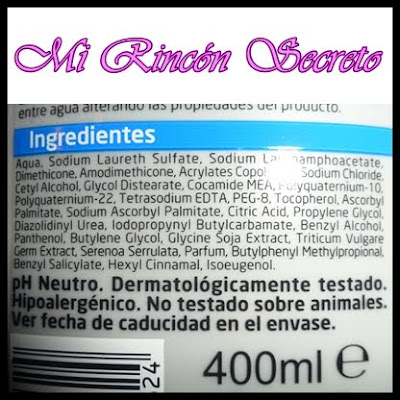 Mi Rincón Secreto
entre agua alterando las propiedades del producto.
Ingredientes
Aqua, Sodium Laureth Sulfate, Sodium
Dimethicone, Amodimethicone, Acrylates Sodium Chloride,
Cetyl Alcohol, Glycol Distearate, Cocamide MEA, Polyquaternium-10,
Polyquaternium-22, Tetrasodium EDTA, PEG-8, Tocopherol, Ascorbyl
Palmitate, Sodium Ascorbyl Palmitate, Citric Acid, Propylene Glycol,
Diazolidinyl Urea, Iodopropynyl Butylcarbamate, Benzyl Alcohol,
Panthenol, Butylene Glycol, Glycine Soja Extract, Triticum Vulgare
Germ Extract, Serenoa Serrulata, Parfum, Butylphenyl Methylpropional,
Benzyl Salicylate, Hexyl Cinnamal, Isoeugenol.
pH Neutro. Dermatológicamente testado.
Hipoalergénico. No testado sobre animales.
Ver fecha de caducidad en el envase.
24
400ml e